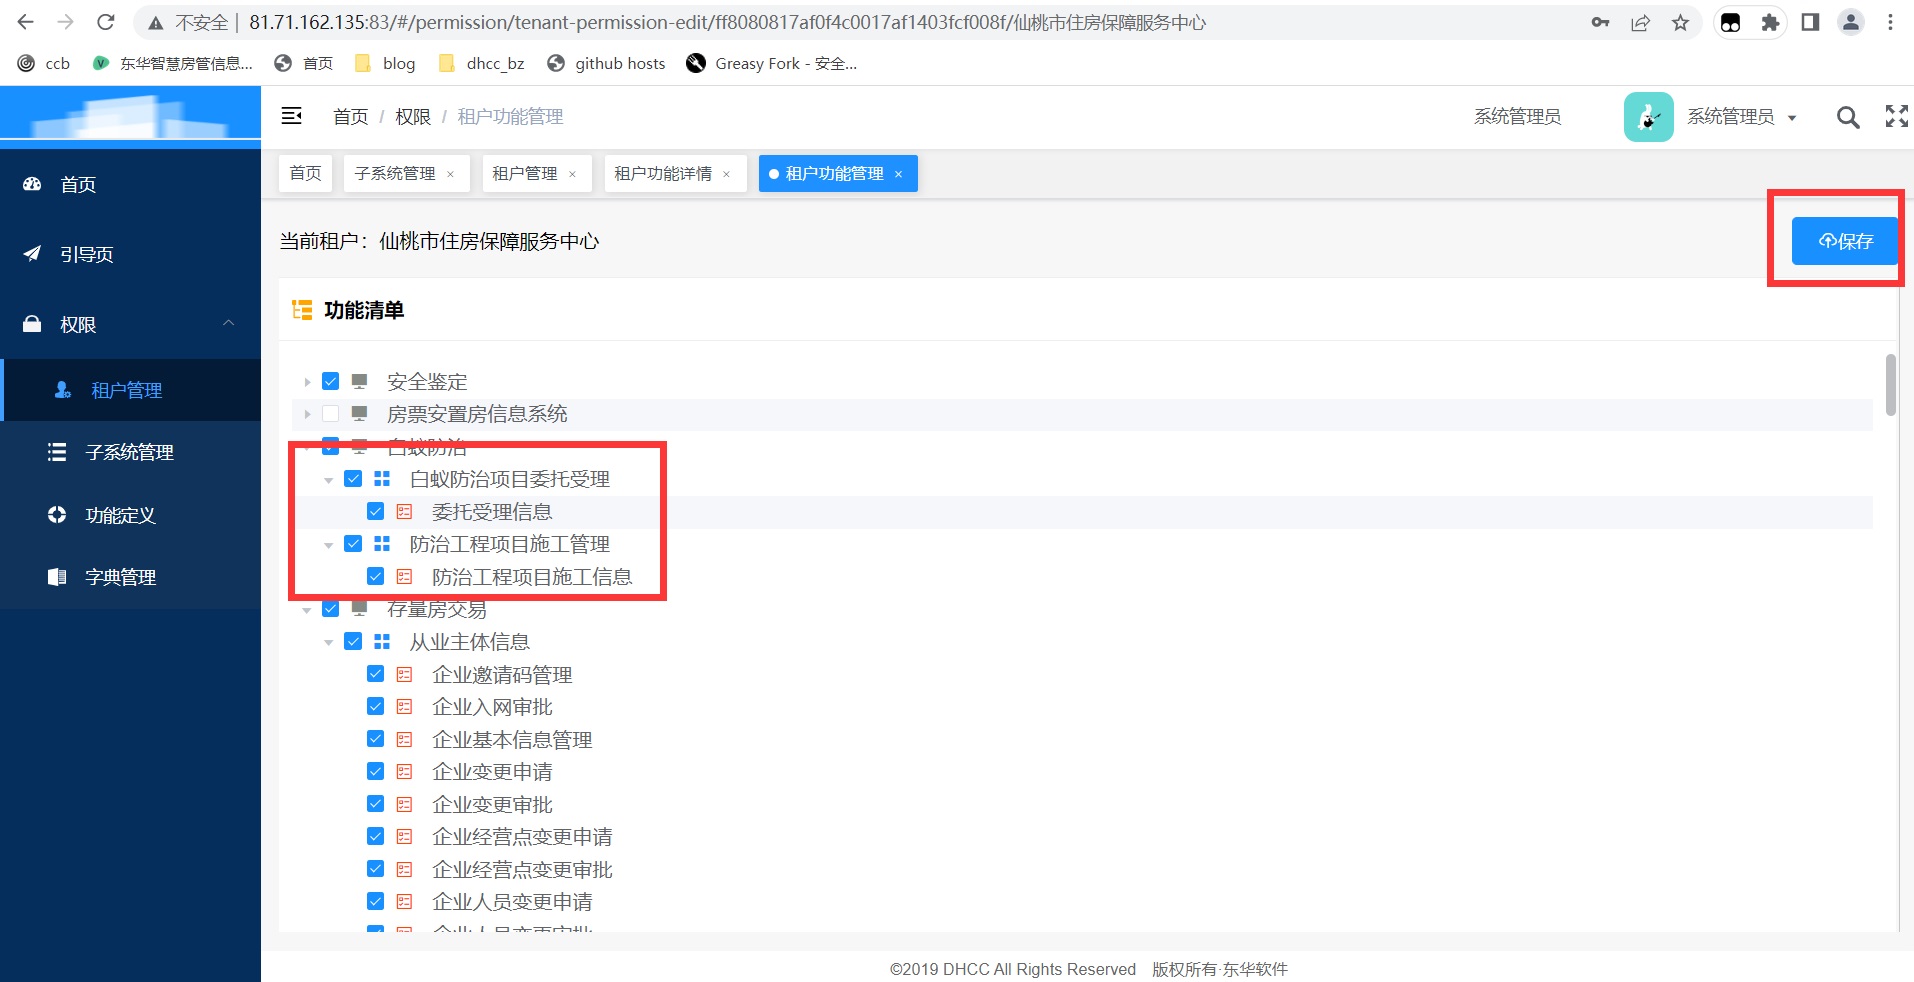 不安全 | 81.71.162.135:83/#/permission/tenant-permission-edit/ff8080817af0f4c0017af1403fcf008f/仙桃市住房保障服务中心
ccb 东华智慧房管信息... 首页 blog dhcc_bz github hosts Greasy Fork - 安全...
首页 / 权限 / 租户功能管理 系统管理员 系统管理员
首页 子系统管理 × 租户管理 × 租户功能详情 × 租户功能管理 ×
首页
引导页
权限
租户管理
子系统管理
功能定义
字典管理
当前租户：仙桃市住房保障服务中心
保存
功能清单
安全鉴定
房票安置房信息系统
白蚁防治
白蚁防治项目委托受理
委托受理信息
防治工程项目施工管理
防治工程项目施工信息
存量房交易
从业主体信息
企业邀请码管理
企业入网审批
企业基本信息管理
企业变更申请
企业变更审批
企业经营点变更申请
企业经营点变更审批
企业人员变更申请
企业人员变更审批
©2019 DHCC All Rights Reserved 版权所有·东华软件